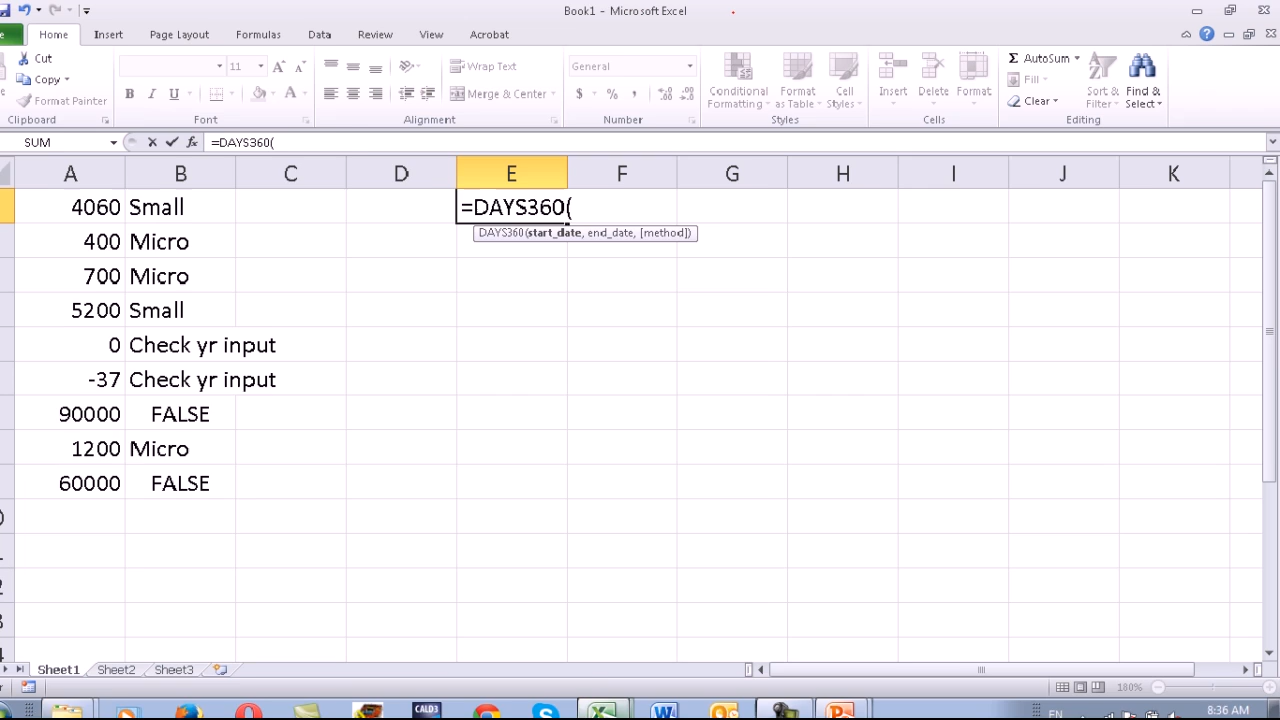 Book1 - Microsoft Excel
Home Insert Page Layout Formulas Data Review View Acrobat
Cut
Copy
Format Painter
Clipboard
11
B I U A
Font
Wrap Text
Merge & Center
Alignment
General
$ % ,
Number
Conditional Formatting
Format as Table
Cell Styles
Styles
Insert Delete Format
Cells
Σ AutoSum
Fill
Clear
Sort & Filter
Find & Select
Editing
SUM fx =DAYS360(
A B C D E F G H I J K
4060 Small =DAYS360(
DAYS360(start_date, end_date, [method])
400 Micro
700 Micro
5200 Small
0 Check yr input
-37 Check yr input
90000 FALSE
1200 Micro
60000 FALSE
Sheet1 Sheet2 Sheet3
180%
CALD3
EN 8:36 AM